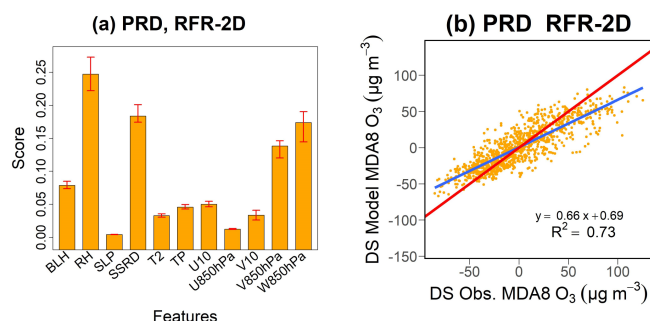 (a) PRD, RFR-2D
Score
0.00 0.05 0.10 0.15 0.20 0.25
BLH RH SLP SSRD T2 TP U10 U850hPa V10 V850hPa W850hPa
Features
(b) PRD RFR-2D
DS Model MDA8 O₃ (µg m⁻³)
100
50
0
-50
-100
-150
y = 0.66 x +0.69
R² = 0.73
-50 0 50 100
DS Obs. MDA8 O₃ (µg m⁻³)